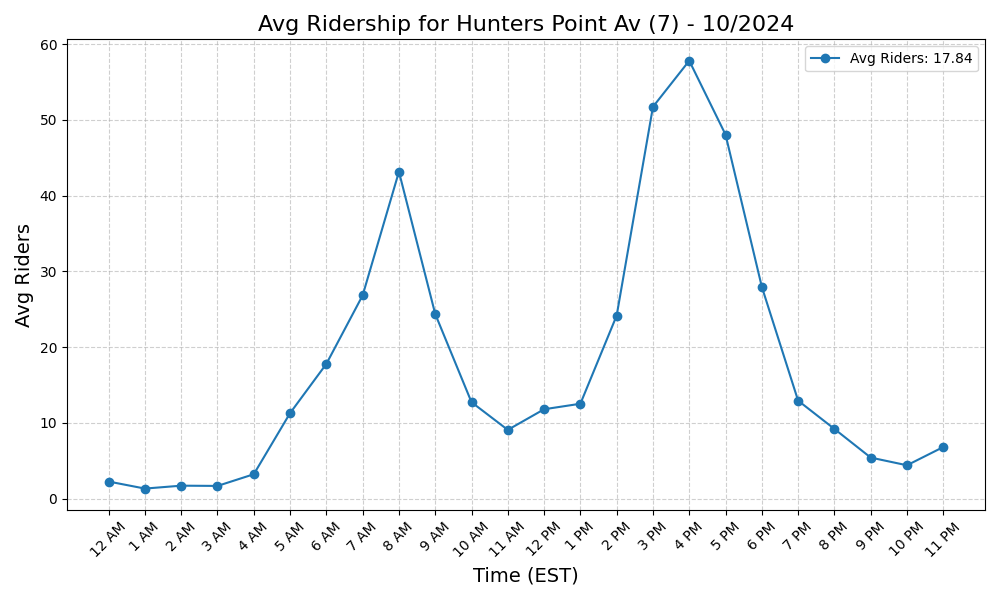 Avg Ridership for Hunters Point Av (7) - 10/2024
Avg Riders: 17.84
Avg Riders
60
50
40
30
20
10
0
12 AM
1 AM
2 AM
3 AM
4 AM
5 AM
6 AM
7 AM
8 AM
9 AM
10 AM
11 AM
12 PM
1 PM
2 PM
3 PM
4 PM
5 PM
6 PM
7 PM
8 PM
9 PM
10 PM
11 PM
Time (EST)